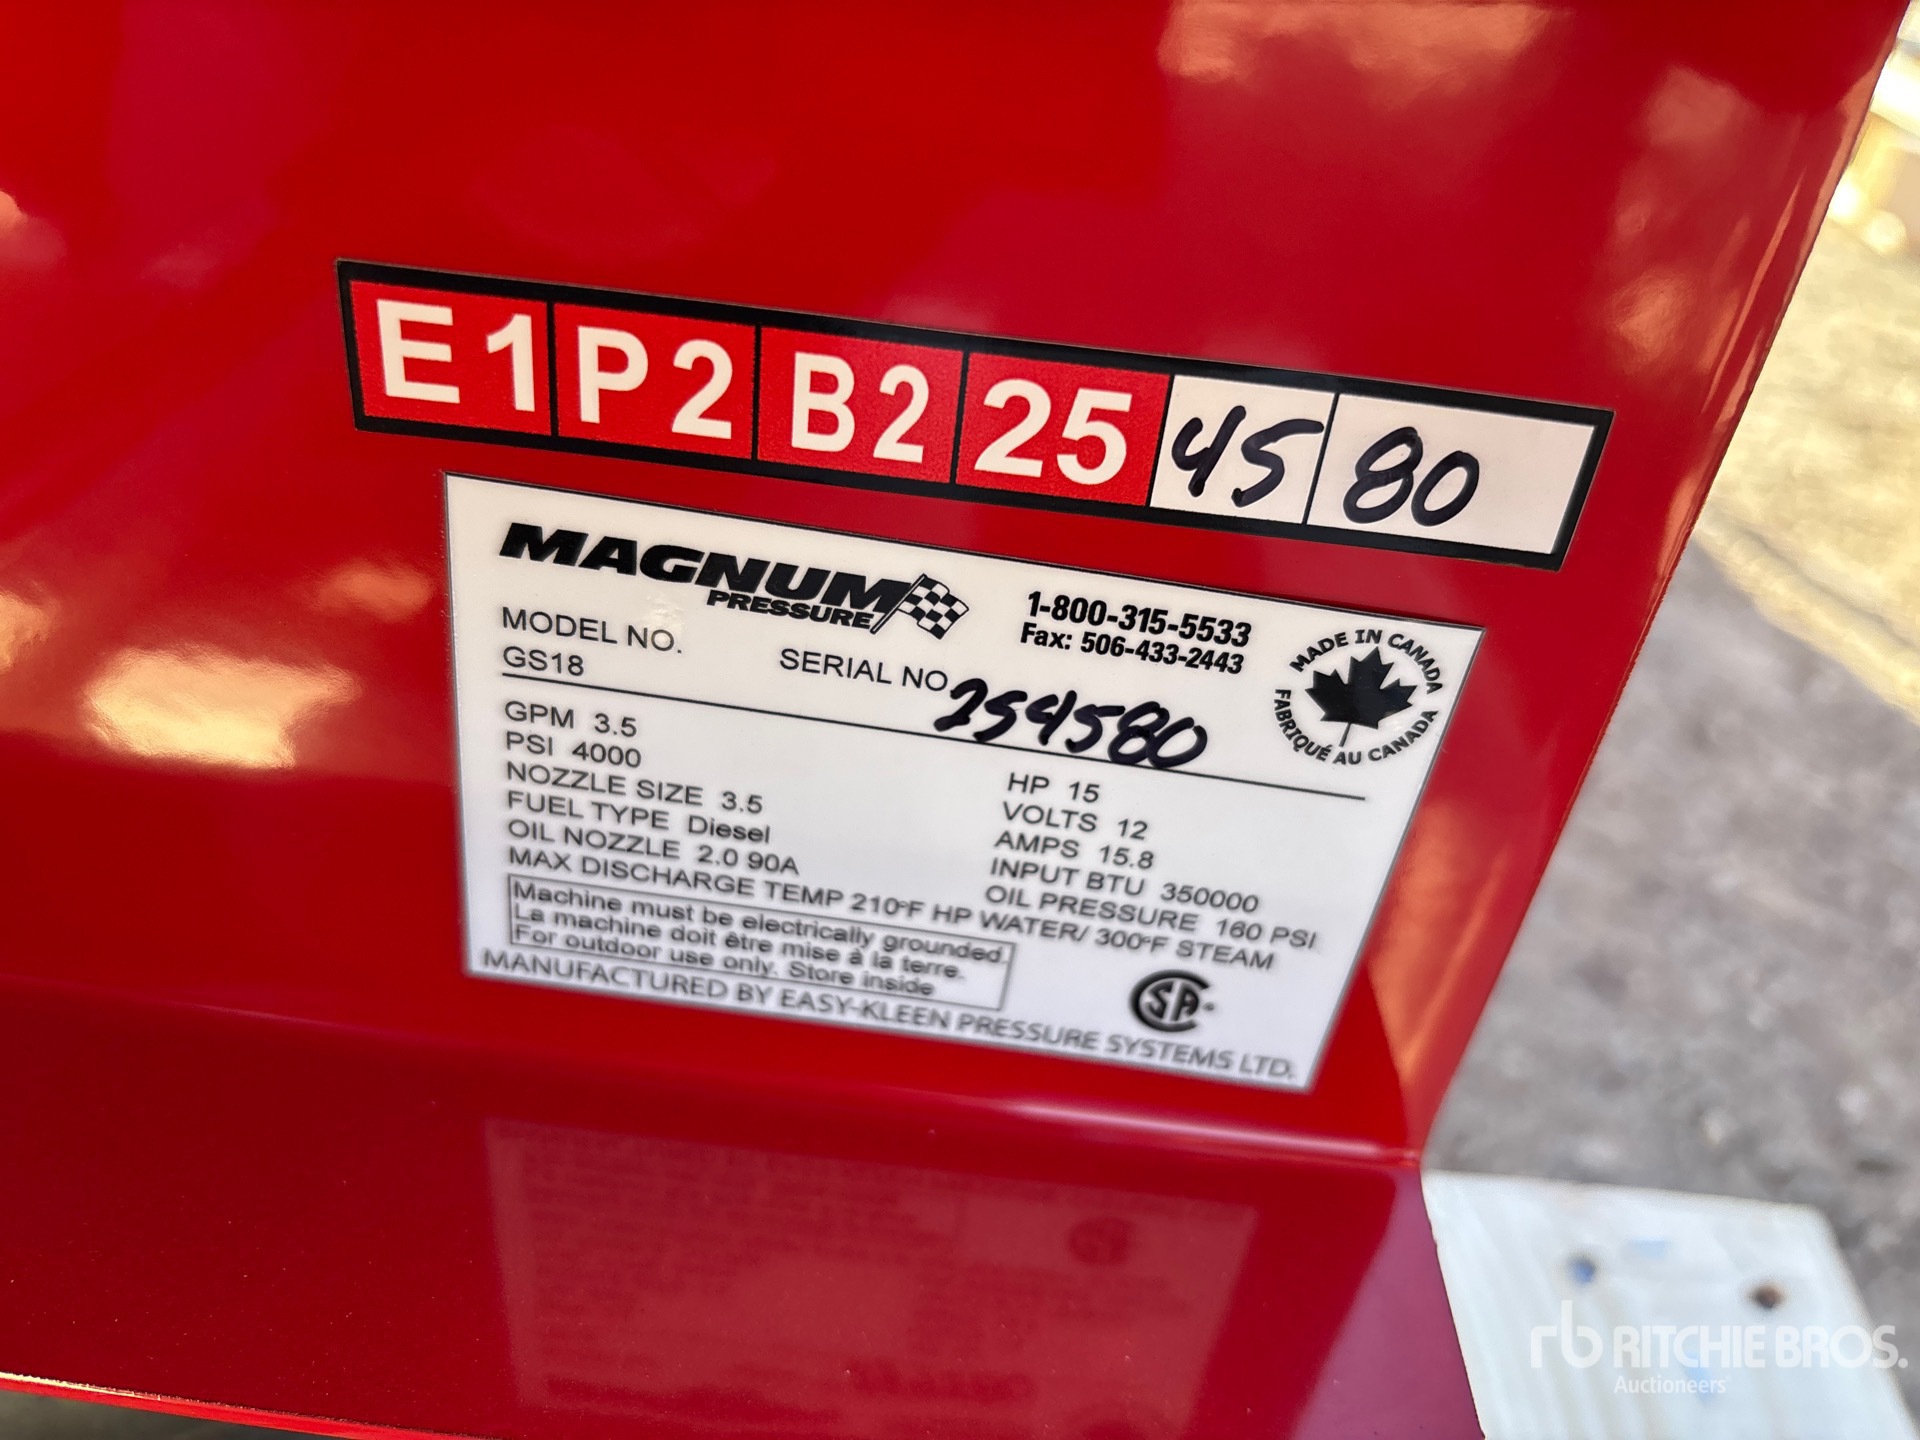 E1 P2 B2 25 45 80
MAGNUM
PRESSURE
1-800-315-5533
Fax: 506-433-2443
MADE IN CANADA
FABRIQUÉ AU CANADA
MODEL NO.
GS18
SERIAL NO 254580
GPM 3.5
PSI 4000
NOZZLE SIZE 3.5
FUEL TYPE Diesel
OIL NOZZLE 2.0 90A
HP 15
VOLTS 12
AMPS 15.8
INPUT BTU 350000
OIL PRESSURE 160 PSI
MAX DISCHARGE TEMP 210°F HP WATER/ 300°F STEAM
Machine must be electrically grounded.
La machine doit être mise à la terre.
For outdoor use only. Store inside
MANUFACTURED BY EASY-KLEEN PRESSURE SYSTEMS LTD.
rb RITCHIE BROS.
Auctioneers